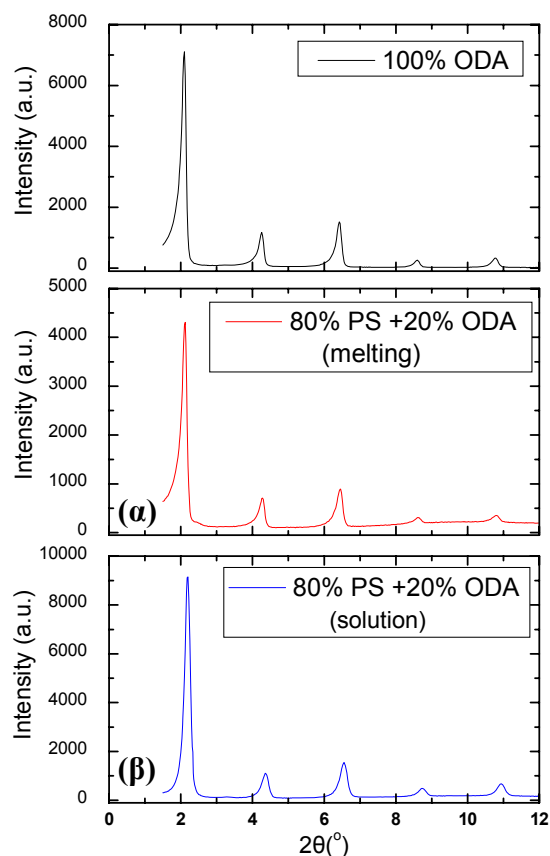 8000
6000
4000
2000
0
Intensity (a.u.)
100% ODA
5000
4000
3000
2000
1000
0
Intensity (a.u.)
80% PS +20% ODA
(melting)
(α)
10000
8000
6000
4000
2000
0
Intensity (a.u.)
80% PS +20% ODA
(solution)
(β)
0 2 4 6 8 10 12
2θ(°)